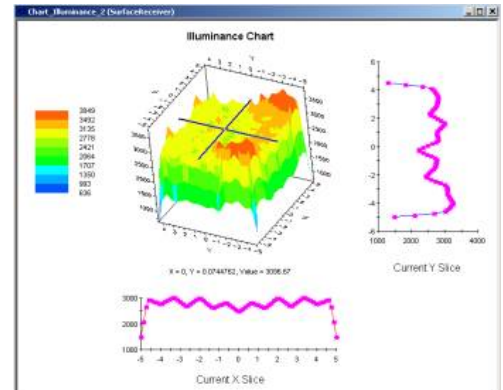 Chart_Illuminance_2 (SurfaceReceiver)
Illuminance Chart
3849
3492
3135
2778
2421
2064
1707
1350
993
636
X = 0, Y = 0.0744762, Value = 3096.67
6
4
2
0
-2
-4
-6
1000 2000 3000 4000
Current Y Slice
3000
2000
1000
-5 -4 -3 -2 -1 0 1 2 3 4 5
Current X Slice